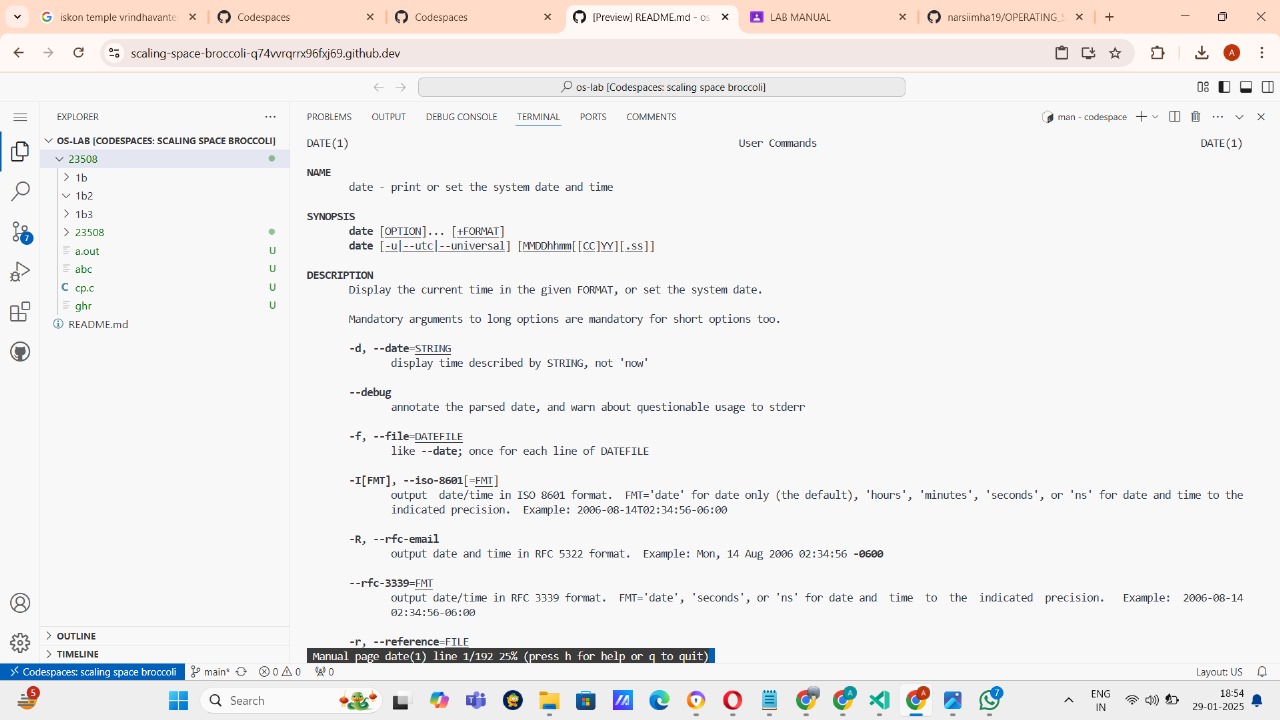 iskon temple vrindhavante
Codespaces
Codespaces
[Preview] README.md - os
LAB MANUAL
narsiimha19/OPERATING_S
scaling-space-broccoli-q74vvrqrrx96fxj69.github.dev
A
os-lab [Codespaces: scaling space broccoli]
EXPLORER
PROBLEMS OUTPUT DEBUG CONSOLE TERMINAL PORTS COMMENTS
man - codespace
OS-LAB [CODESPACES: SCALING SPACE BROCCOLI]
23508
1b
1b2
1b3
23508
a.out U
abc U
C cp.c U
ghr U
README.md
OUTLINE
TIMELINE
7
DATE(1) User Commands DATE(1)
NAME
date - print or set the system date and time
SYNOPSIS
date [OPTION]... [+FORMAT]
date [-u|--utc|--universal] [MMDDhhmm[[CC]YY][.ss]]
DESCRIPTION
Display the current time in the given FORMAT, or set the system date.
Mandatory arguments to long options are mandatory for short options too.
-d, --date=STRING
display time described by STRING, not 'now'
--debug
annotate the parsed date, and warn about questionable usage to stderr
-f, --file=DATEFILE
like --date; once for each line of DATEFILE
-I[FMT], --iso-8601[=FMT]
output date/time in ISO 8601 format. FMT='date' for date only (the default), 'hours', 'minutes', 'seconds', or 'ns' for date and time to the
indicated precision. Example: 2006-08-14T02:34:56-06:00
-R, --rfc-email
output date and time in RFC 5322 format. Example: Mon, 14 Aug 2006 02:34:56 -0600
--rfc-3339=FMT
output date/time in RFC 3339 format. FMT='date', 'seconds', or 'ns' for date and time to the indicated precision. Example: 2006-08-14
02:34:56-06:00
-r, --reference=FILE
Manual page date(1) line 1/192 25% (press h for help or q to quit)
Codespaces: scaling space broccoli main* 0 0 0 Layout: US
5
Search
A
A
7
ENG
IN
18:54
29-01-2025